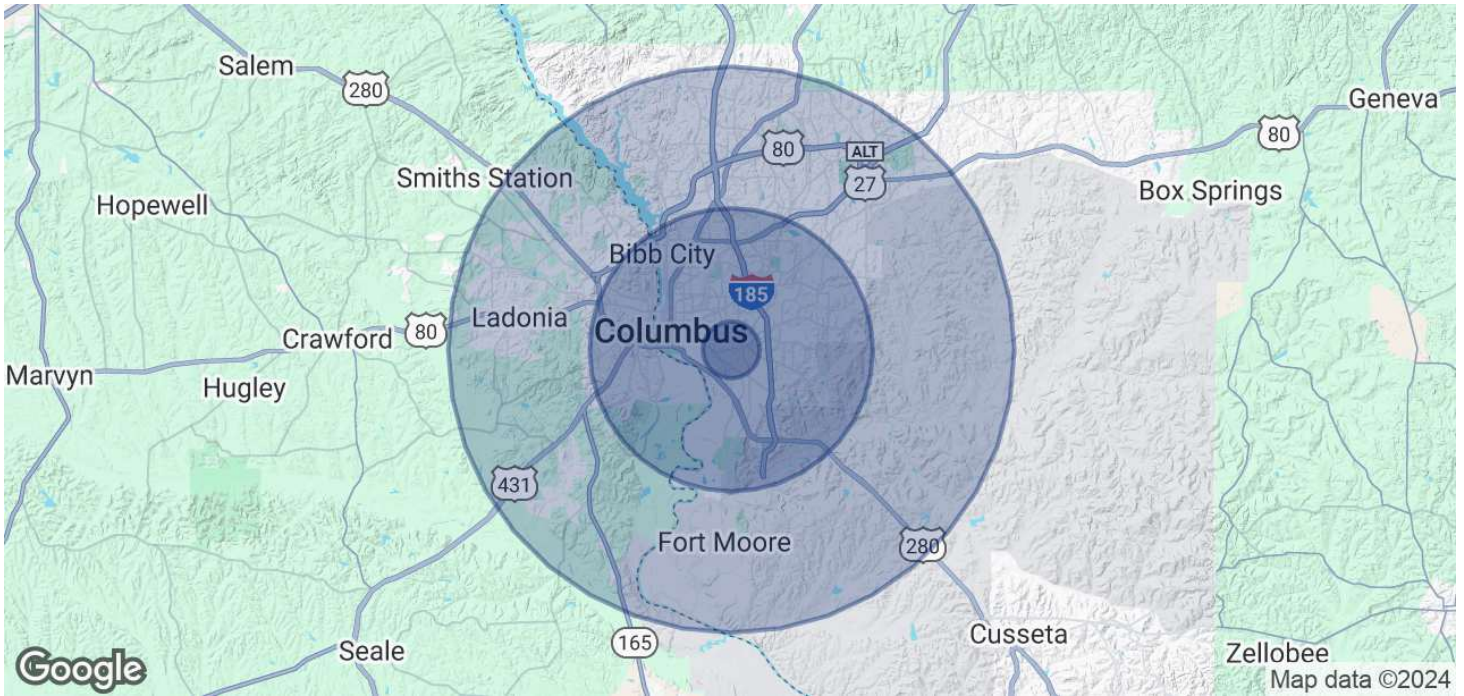 Salem
280
Geneva
80
80
ALT
27
Smiths Station
Box Springs
Hopewell
Bibb City
185
Ladonia
Columbus
80
Crawford
Marvyn
Hugley
431
Fort Moore
280
Cusseta
165
Seale
Zellobee
Google
Map data ©2024